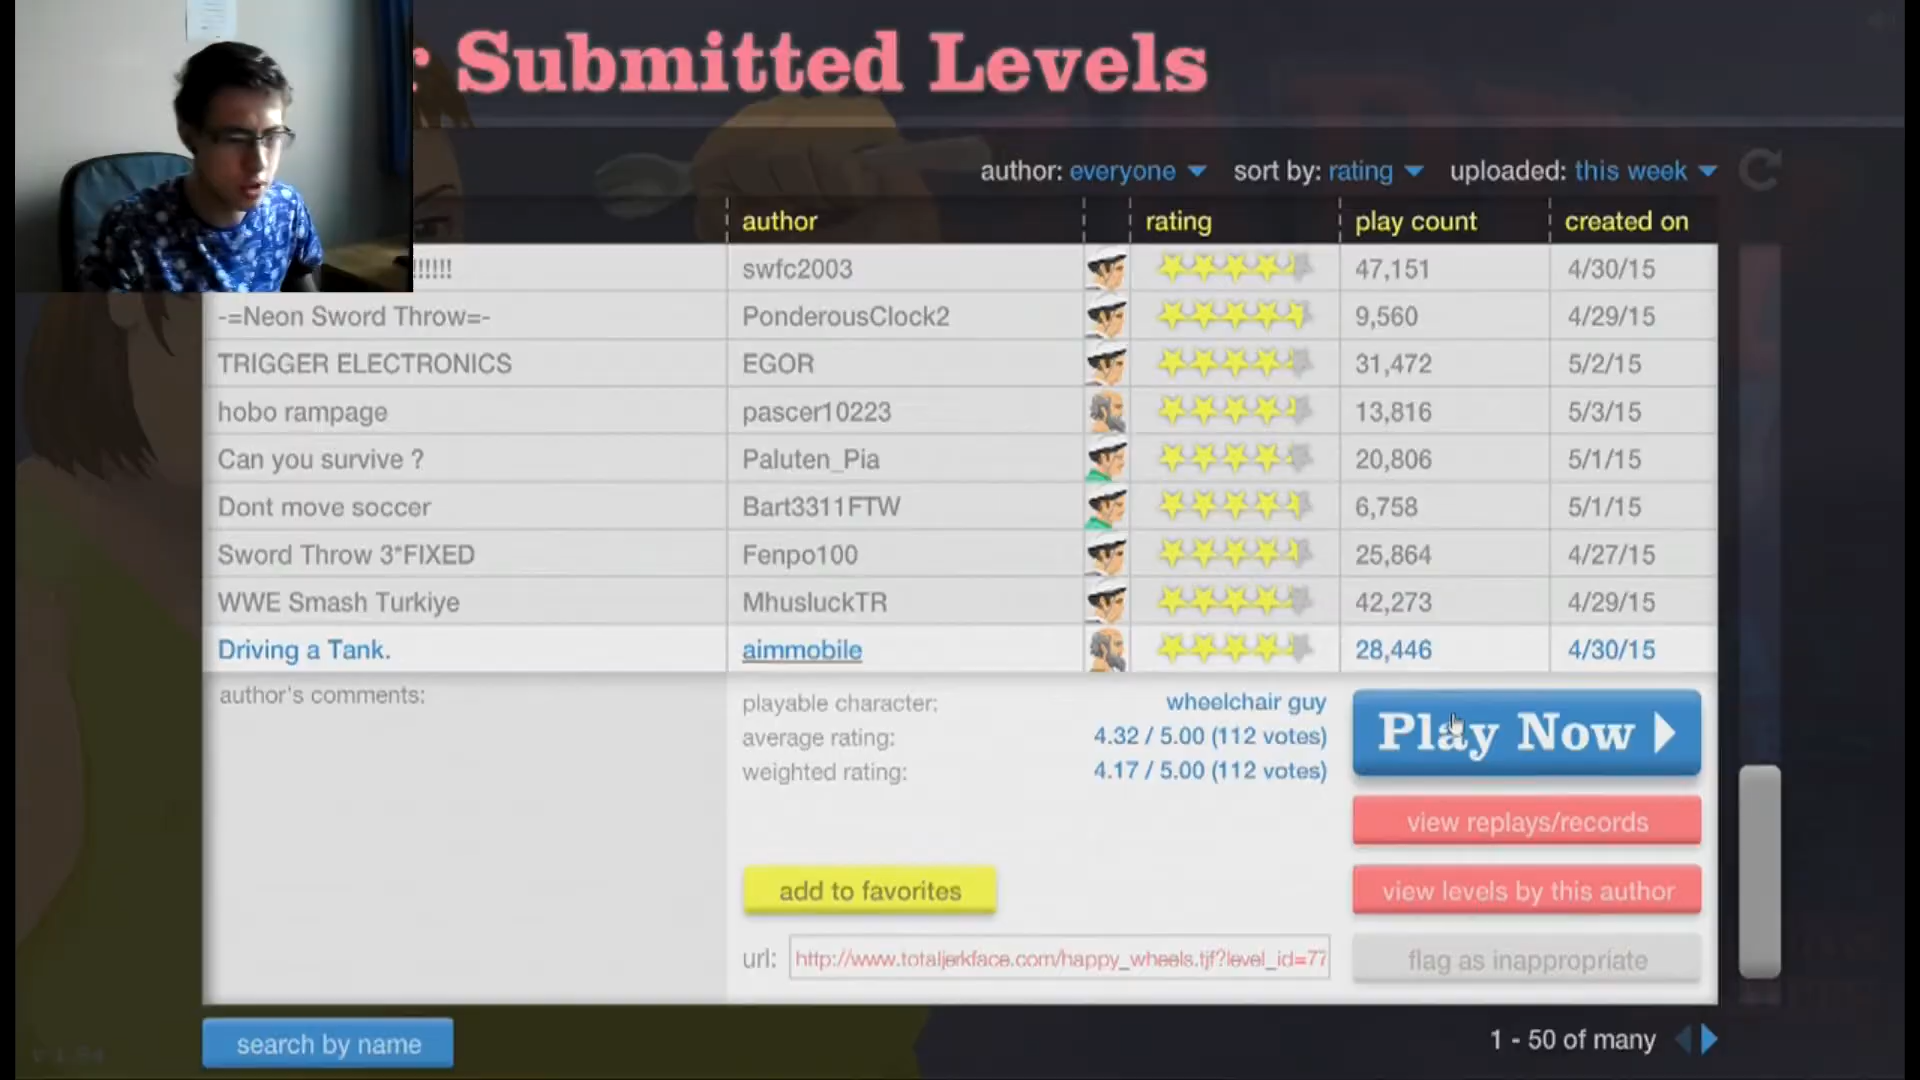 Submitted Levels
author: everyone sort by: rating uploaded: this week
author rating play count created on
!!!!!!! swfc2003 47,151 4/30/15
-=Neon Sword Throw=- PonderousClock2 9,560 4/29/15
TRIGGER ELECTRONICS EGOR 31,472 5/2/15
hobo rampage pascer10223 13,816 5/3/15
Can you survive ? Paluten_Pia 20,806 5/1/15
Dont move soccer Bart3311FTW 6,758 5/1/15
Sword Throw 3*FIXED Fenpo100 25,864 4/27/15
WWE Smash Turkiye MhusluckTR 42,273 4/29/15
Driving a Tank. aimmobile 28,446 4/30/15
author's comments:
playable character: wheelchair guy
average rating: 4.32 / 5.00 (112 votes)
weighted rating: 4.17 / 5.00 (112 votes)
Play Now
view replays/records
add to favorites
view levels by this author
url: http://www.totaljerkface.com/happy_wheels.tjf?level_id=77
flag as inappropriate
search by name
1 - 50 of many